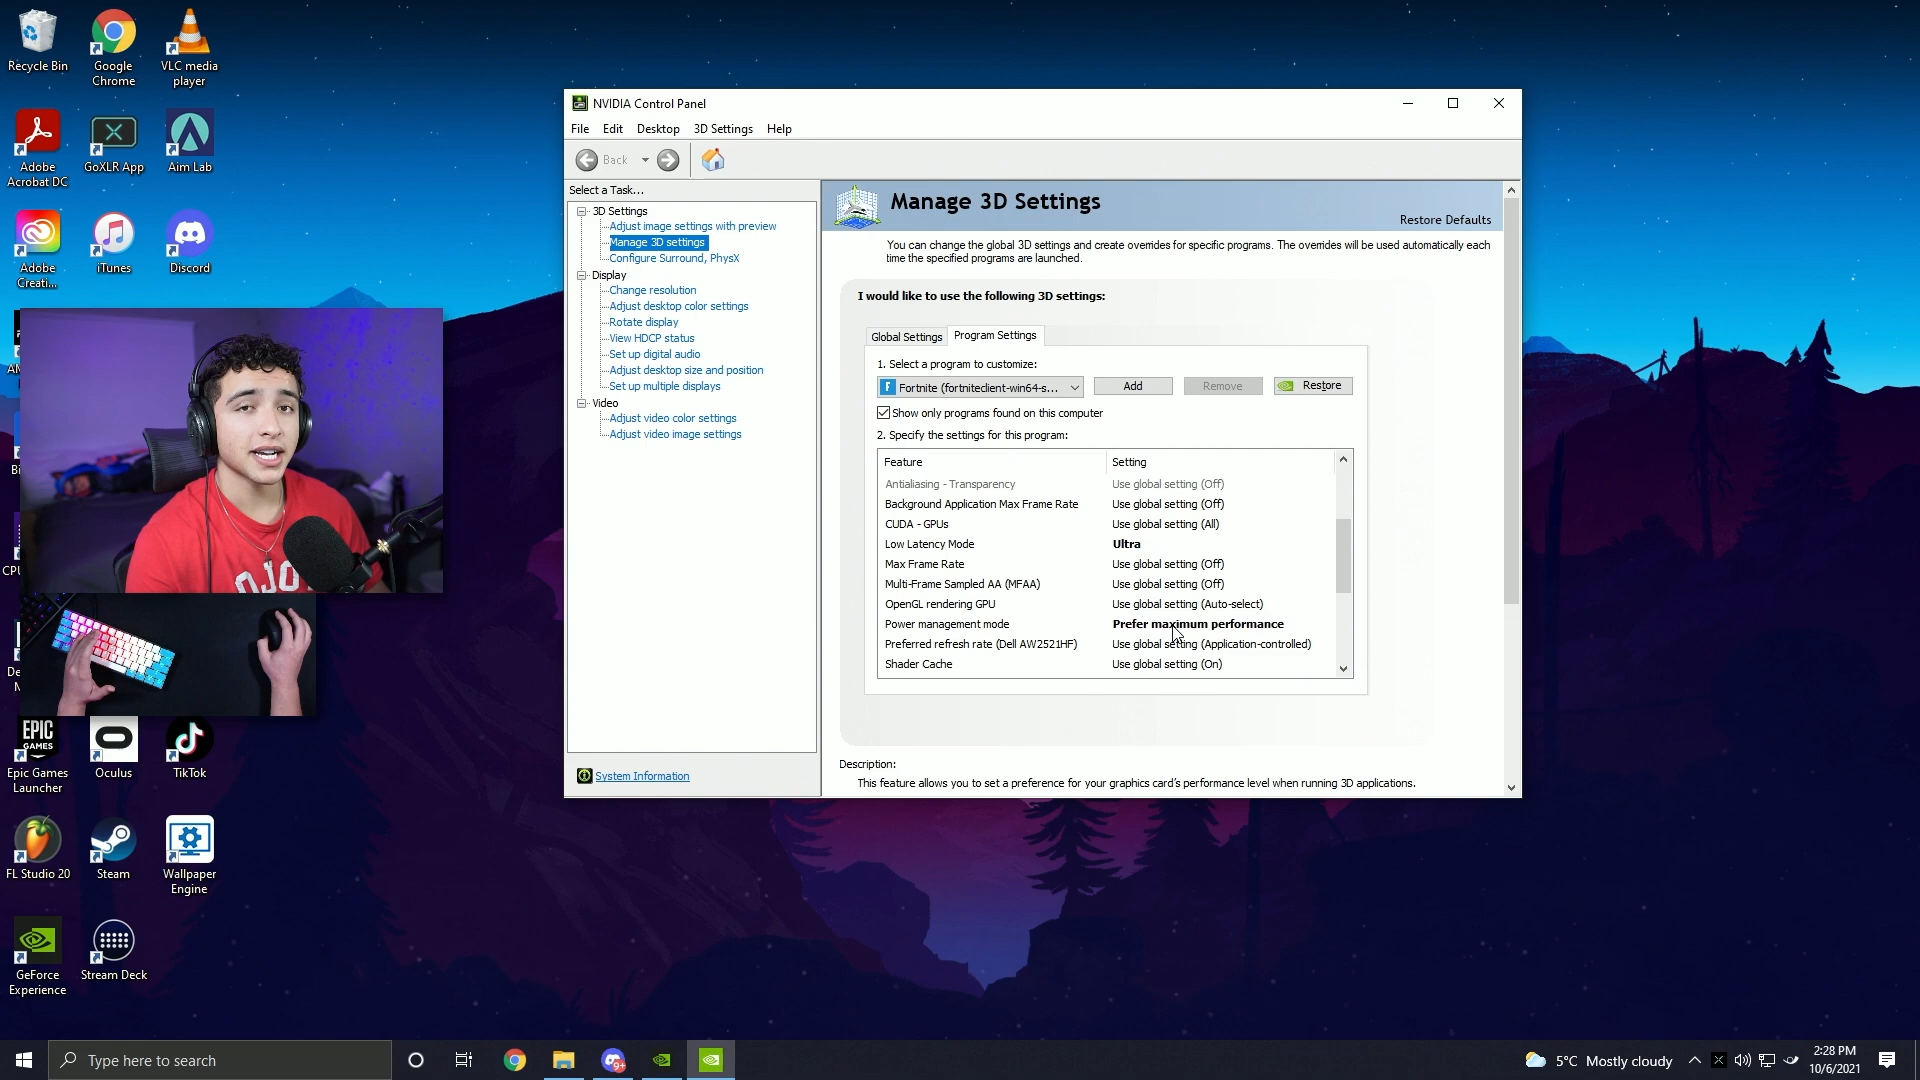 Recycle Bin
Google
Chrome
VLC media
player
Adobe
Acrobat DC
GoXLR App
Aim Lab
Adobe
Creati...
iTunes
Discord
EPIC
GAMES
Epic Games
Launcher
Oculus
TikTok
FL Studio 20
Steam
Wallpaper
Engine
GeForce
Experience
Stream Deck
NVIDIA Control Panel
File Edit Desktop 3D Settings Help
Back
Select a Task...
3D Settings
Adjust image settings with preview
Manage 3D settings
Configure Surround, PhysX
Display
Change resolution
Adjust desktop color settings
Rotate display
View HDCP status
Set up digital audio
Adjust desktop size and position
Set up multiple displays
Video
Adjust video color settings
Adjust video image settings
System Information
Manage 3D Settings
Restore Defaults
You can change the global 3D settings and create overrides for specific programs. The overrides will be used automatically each
time the specified programs are launched.
I would like to use the following 3D settings:
Global Settings Program Settings
1. Select a program to customize:
Fortnite (fortniteclient-win64-s... Add Remove Restore
Show only programs found on this computer
2. Specify the settings for this program:
Feature Setting
Antialiasing - Transparency Use global setting (Off)
Background Application Max Frame Rate Use global setting (Off)
CUDA - GPUs Use global setting (All)
Low Latency Mode Ultra
Max Frame Rate Use global setting (Off)
Multi-Frame Sampled AA (MFAA) Use global setting (Off)
OpenGL rendering GPU Use global setting (Auto-select)
Power management mode Prefer maximum performance
Preferred refresh rate (Dell AW2521HF) Use global setting (Application-controlled)
Shader Cache Use global setting (On)
Description:
This feature allows you to set a preference for your graphics card's performance level when running 3D applications.
Type here to search
9+
5°C Mostly cloudy
2:28 PM
10/6/2021